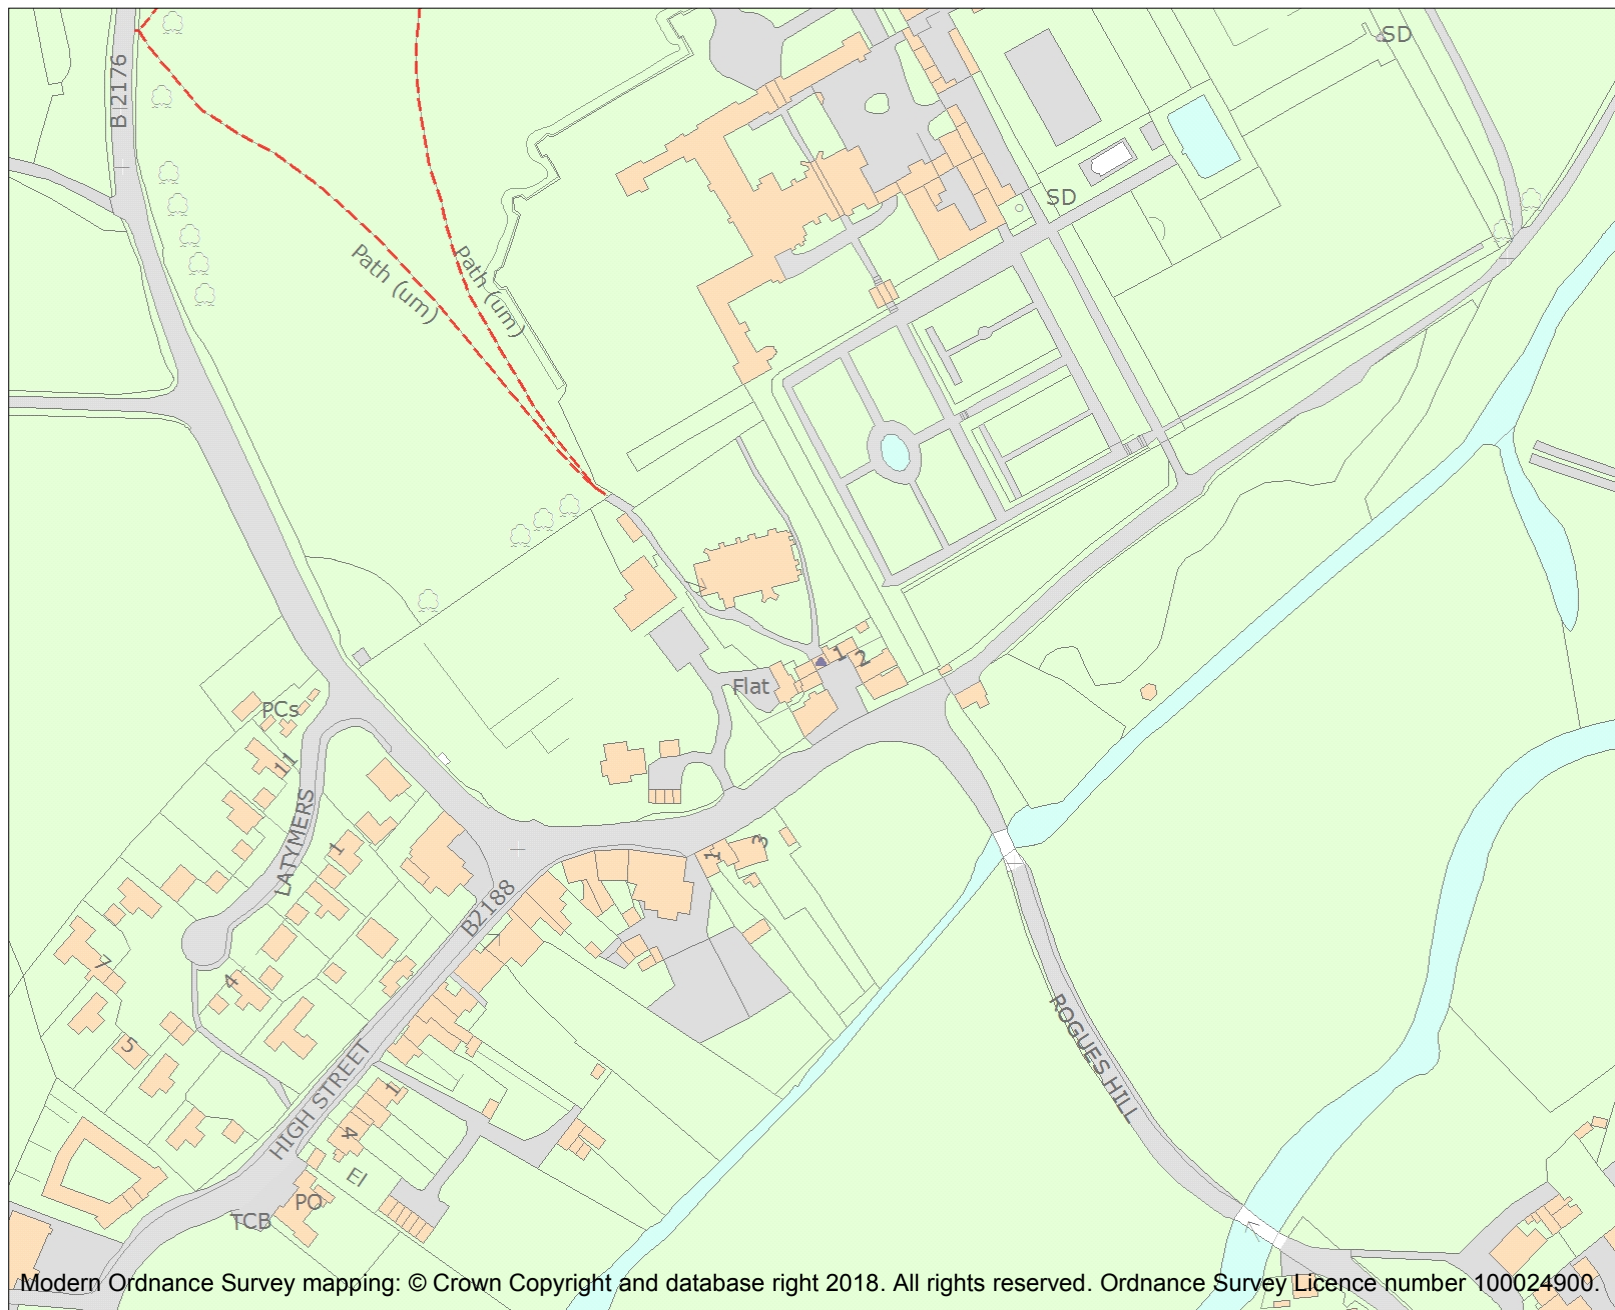 SD
B 2176
SD
Path (um)
Path (um)
1
2
Flat
PCs
11
LATYMERS
1
1
3
B2188
7
4
ROGUES HILL
5
HIGH STREET
1
4
El
PO
TCB
Modern Ordnance Survey mapping: © Crown Copyright and database right 2018. All rights reserved. Ordnance Survey Licence number 100024900.